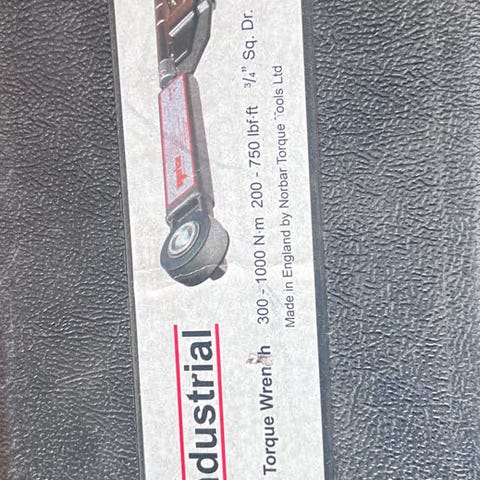 ndustrial
Torque Wrench 300 - 1000 N·m 200 - 750 lbf·ft 3/4" Sq. Dr.
Made in England by Norbar Torque Tools Ltd